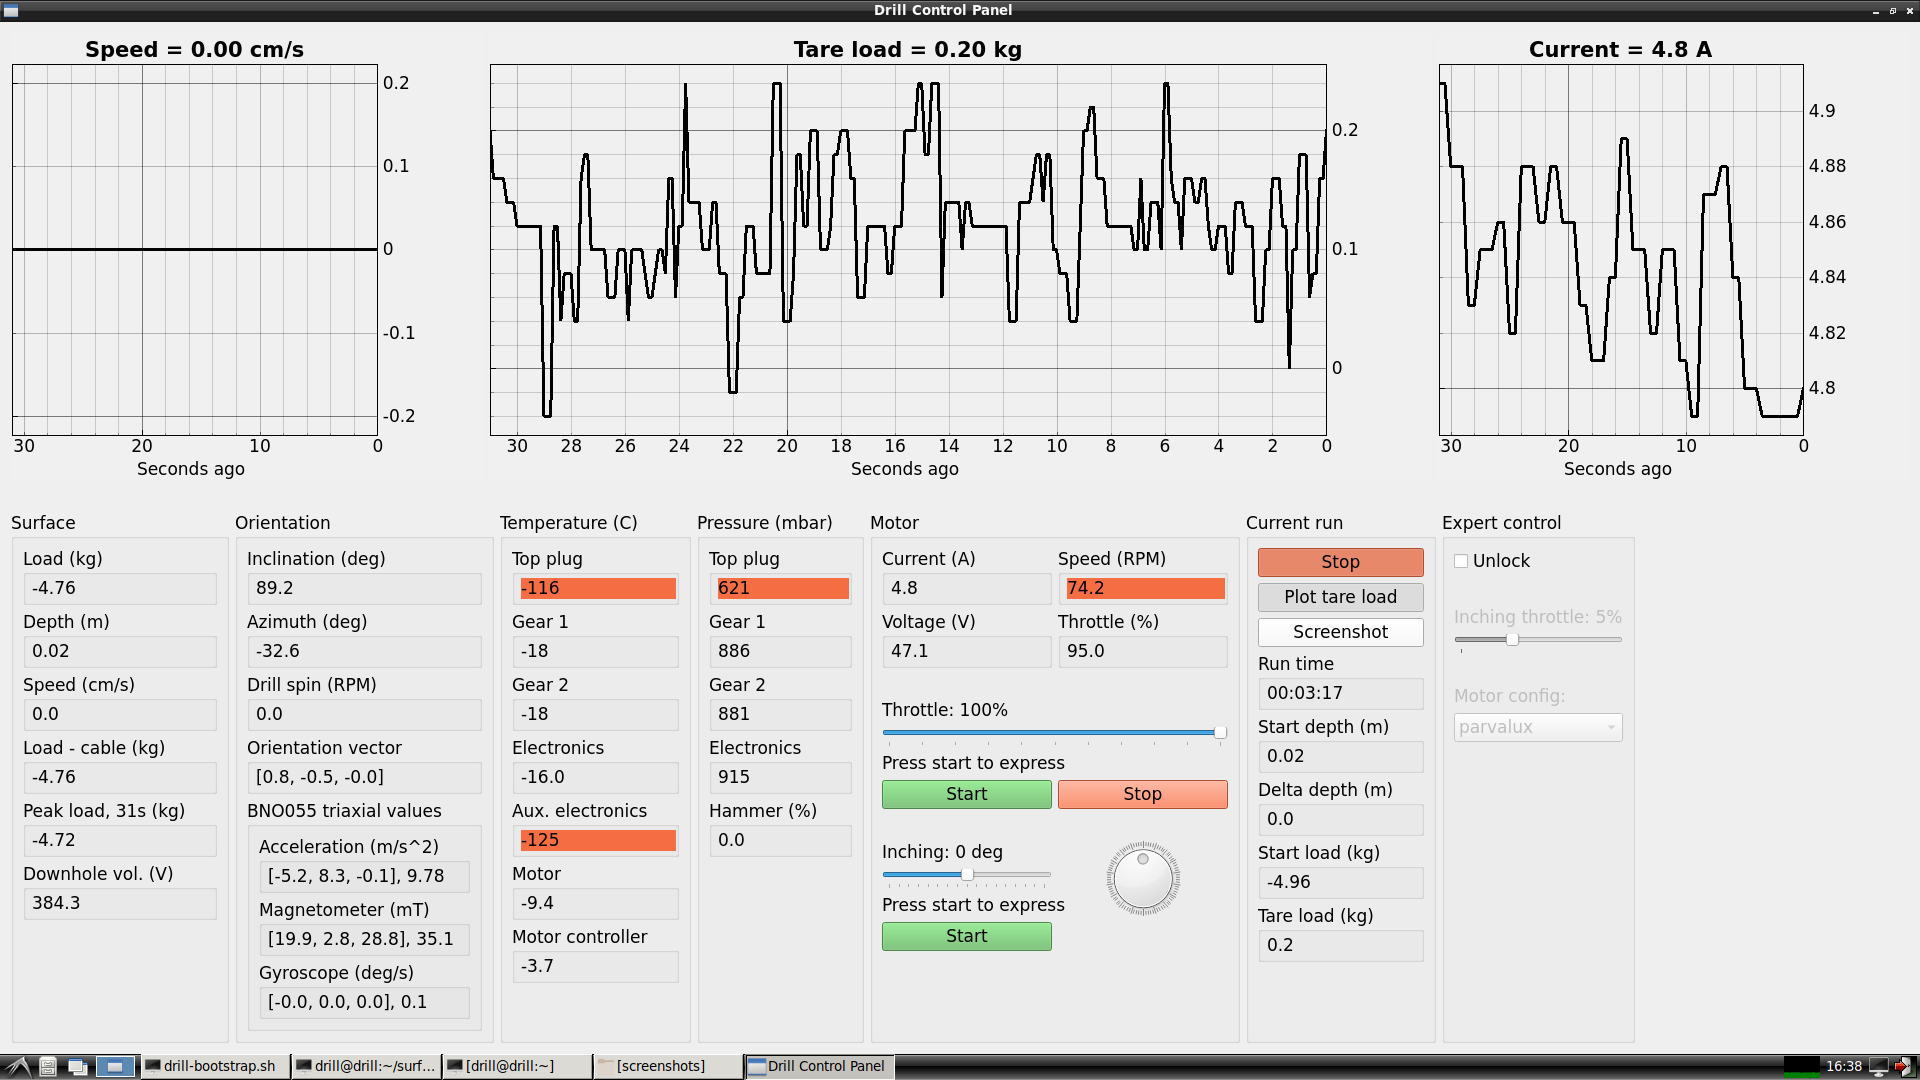 Drill Control Panel
Speed = 0.00 cm/s
0.2
0.1
0
-0.1
-0.2
30 20 10 0
Seconds ago
Tare load = 0.20 kg
0.2
0.1
0
30 28 26 24 22 20 18 16 14 12 10 8 6 4 2 0
Seconds ago
Current = 4.8 A
4.9
4.88
4.86
4.84
4.82
4.8
30 20 10 0
Seconds ago
Surface
Load (kg)
-4.76
Depth (m)
0.02
Speed (cm/s)
0.0
Load - cable (kg)
-4.76
Peak load, 31s (kg)
-4.72
Downhole vol. (V)
384.3
Orientation
Inclination (deg)
89.2
Azimuth (deg)
-32.6
Drill spin (RPM)
0.0
Orientation vector
[0.8, -0.5, -0.0]
BNO055 triaxial values
Acceleration (m/s^2)
[-5.2, 8.3, -0.1], 9.78
Magnetometer (mT)
[19.9, 2.8, 28.8], 35.1
Gyroscope (deg/s)
[-0.0, 0.0, 0.0], 0.1
Temperature (C)
Top plug
-116
Gear 1
-18
Gear 2
-18
Electronics
-16.0
Aux. electronics
-125
Motor
-9.4
Motor controller
-3.7
Pressure (mbar)
Top plug
621
Gear 1
886
Gear 2
881
Electronics
915
Hammer (%)
0.0
Motor
Current (A) Speed (RPM)
4.8 74.2
Voltage (V) Throttle (%)
47.1 95.0
Throttle: 100%
Press start to express
Start Stop
Inching: 0 deg
Press start to express
Start
Current run
Stop
Plot tare load
Screenshot
Run time
00:03:17
Start depth (m)
0.02
Delta depth (m)
0.0
Start load (kg)
-4.96
Tare load (kg)
0.2
Expert control
Unlock
Inching throttle: 5%
Motor config:
parvalux
drill-bootstrap.sh drill@drill:~/surf... [drill@drill:~] [screenshots] Drill Control Panel 16:38